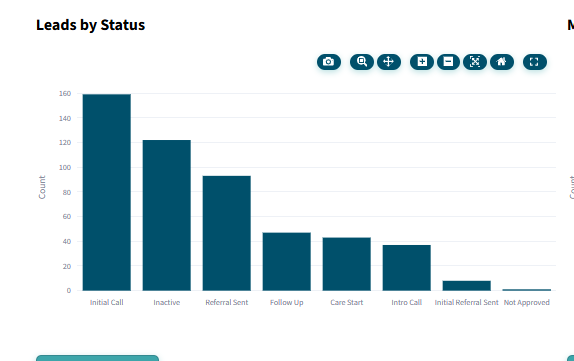 Leads by Status
160
140
120
100
80
60
40
20
0
Count
Initial Call Inactive Referral Sent Follow Up Care Start Intro Call Initial Referral Sent Not Approved
M
Count